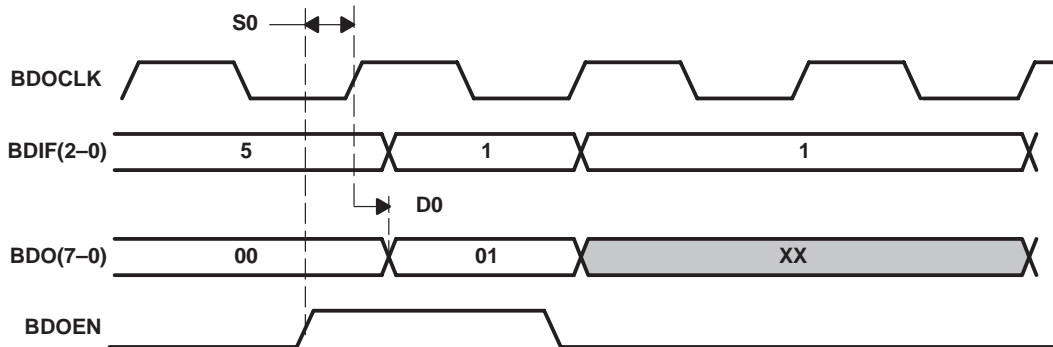 S0
BDOCLK
BDIF(2–0) 5 1 1
D0
BDO(7–0) 00 01 XX
BDOEN